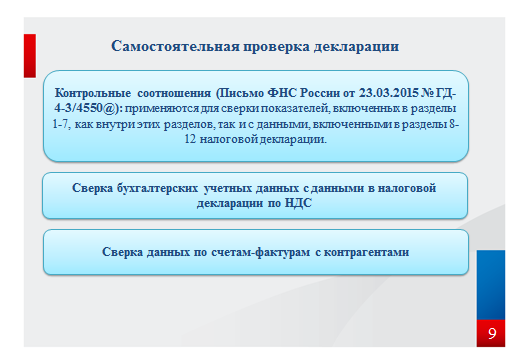 Самостоятельная проверка декларации
Контрольные соотношения (Письмо ФНС России от 23.03.2015 № ГД-
4-3/4550@): применяются для сверки показателей, включенных в разделы
1-7, как внутри этих разделов, так и с данными, включенными в разделы 8-
12 налоговой декларации.
Сверка бухгалтерских учетных данных с данными в налоговой
декларации по НДС
Сверка данных по счетам-фактурам с контрагентами
9